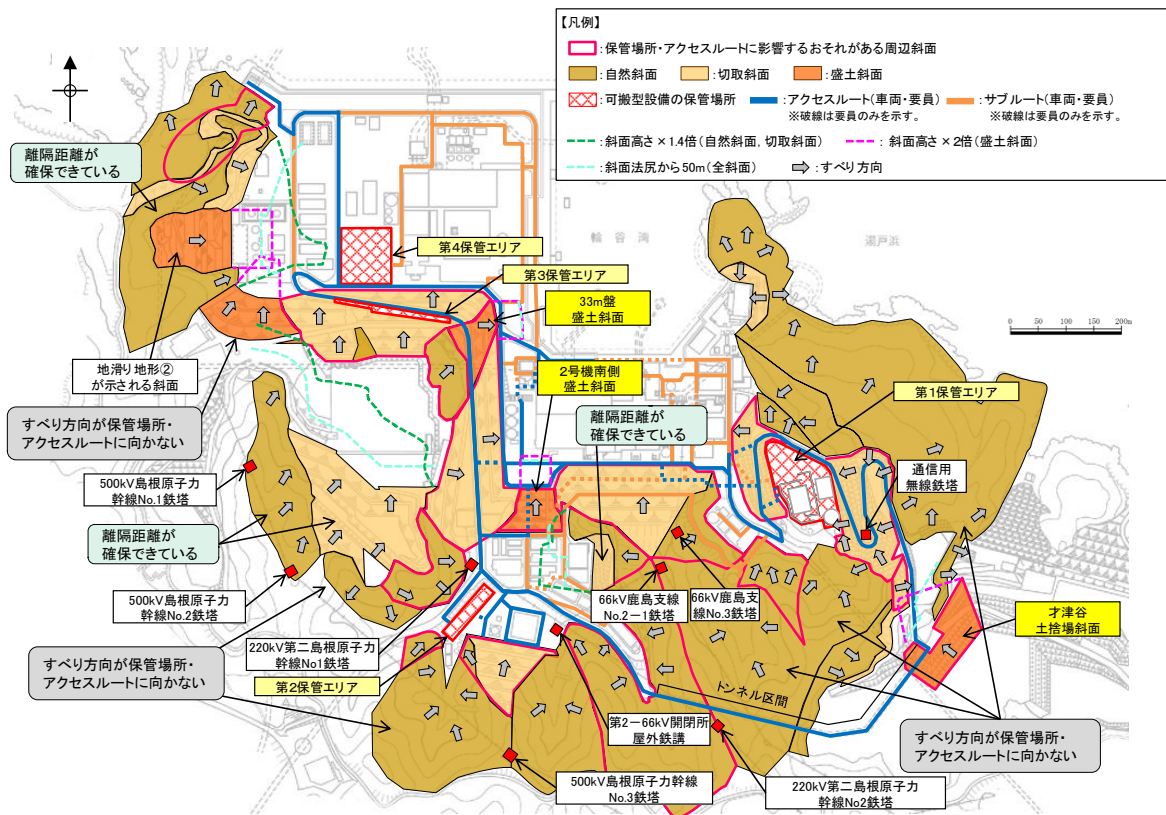 【凡例】
:保管場所・アクセスルートに影響するおそれがある周辺斜面
:自然斜面
:切取斜面
:盛土斜面
:可搬型設備の保管場所
:アクセスルート(車両・要員)
※破線は要員のみを示す。
:サブルート(車両・要員)
※破線は要員のみを示す。
:斜面高さ×1.4倍(自然斜面,切取斜面)
:斜面高さ×2倍(盛土斜面)
:斜面法尻から50m(全斜面)
:すべり方向
離隔距離が
確保できている
第4保管エリア
輪谷湾
湯戸浜
第3保管エリア
33m盤
盛土斜面
0 50 100 150 200m
地滑り地形②
が示される斜面
2号機南側
盛土斜面
第1保管エリア
すべり方向が保管場所・
アクセスルートに向かない
離隔距離が
確保できている
通信用
無線鉄塔
500kV島根原子力
幹線No.1鉄塔
離隔距離が
確保できている
500kV島根原子力
幹線No.2鉄塔
66kV鹿島支線
No.2-1鉄塔
66kV鹿島支
線No.3鉄塔
才津谷
土捨場斜面
220kV第二島根原子力
幹線No1鉄塔
すべり方向が保管場所・
アクセスルートに向かない
第2保管エリア
トンネル区間
第2-66kV開閉所
屋外鉄講
すべり方向が保管場所・
アクセスルートに向かない
500kV島根原子力幹線
No.3鉄塔
220kV第二島根原子力
幹線No2鉄塔